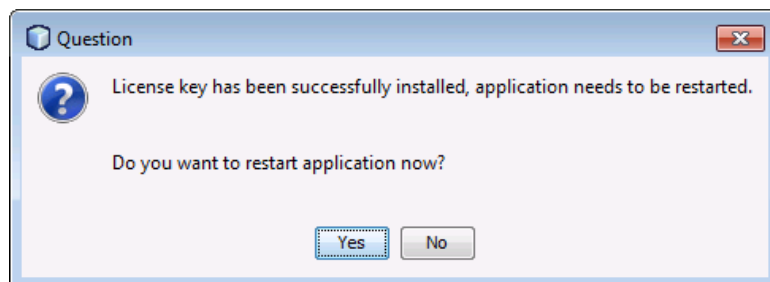 Question
License key has been successfully installed, application needs to be restarted.
Do you want to restart application now?
Yes No